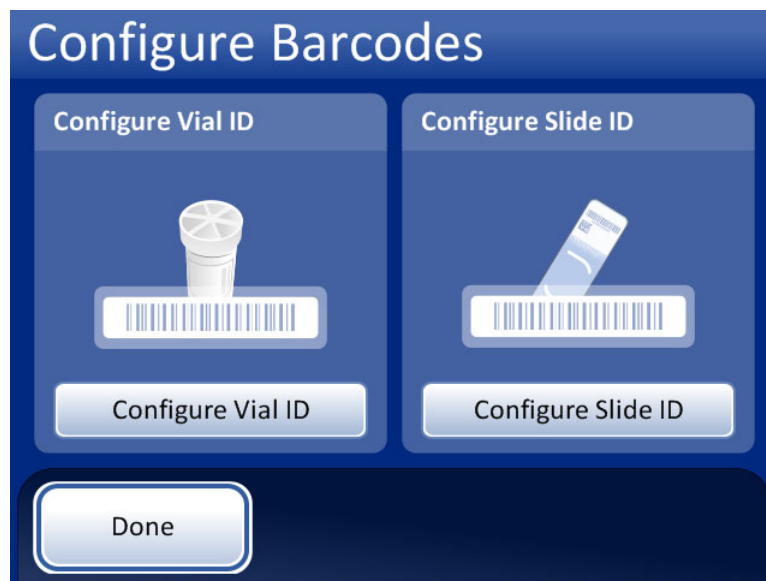 Configure Barcodes
Configure Vial ID
Configure Slide ID
Configure Vial ID
Configure Slide ID
Done